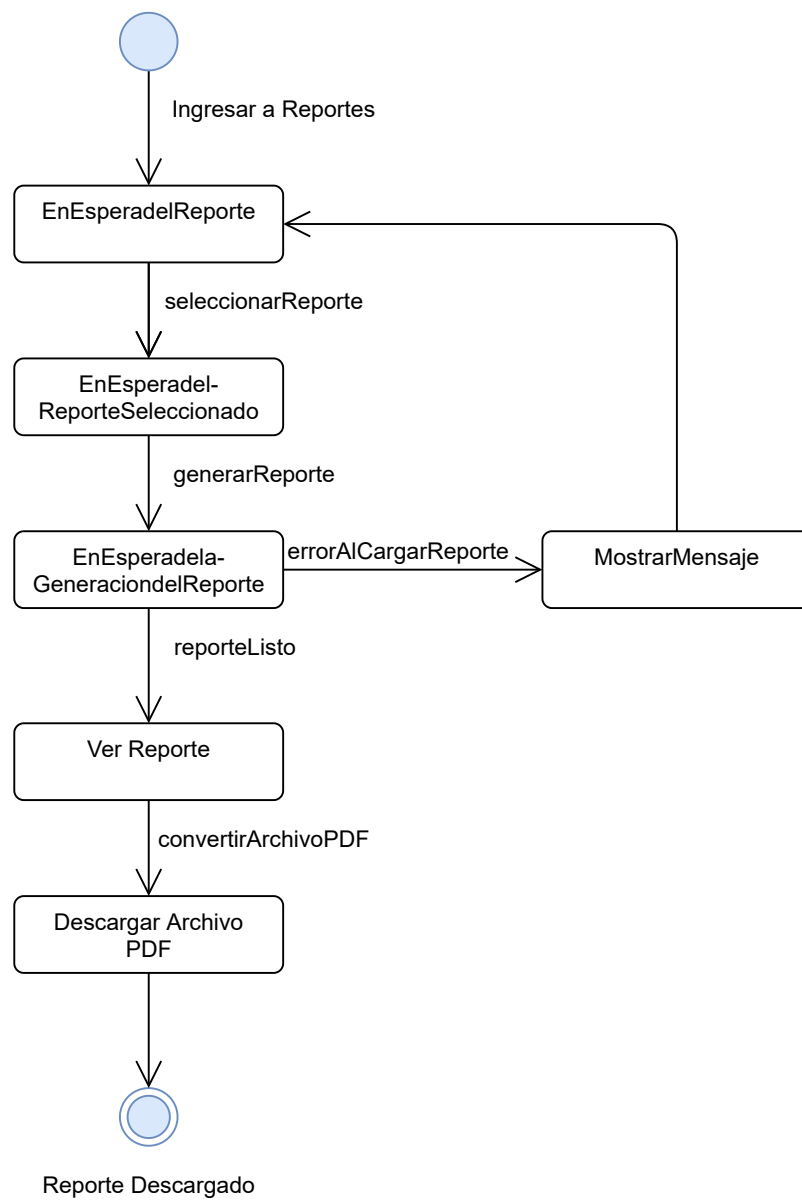 Ingresar a Reportes
EnEsperadelReporte
seleccionarReporte
EnEsperadel-
ReporteSeleccionado
generarReporte
EnEsperadela-
GeneraciondelReporte
errorAlCargarReporte
MostrarMensaje
reporteListo
Ver Reporte
convertirArchivoPDF
Descargar Archivo
PDF
Reporte Descargado